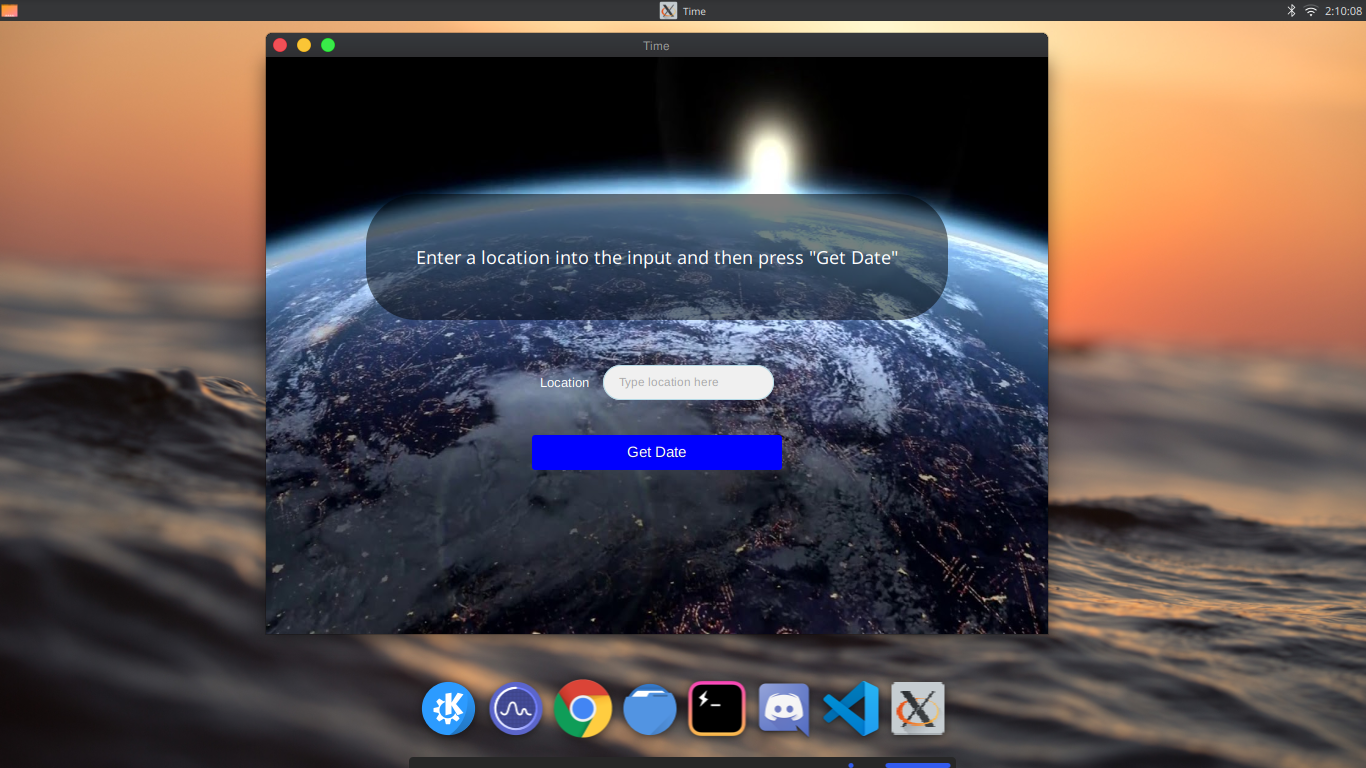 Time
2:10:08
Time
Enter a location into the input and then press "Get Date"
Location
Type location here
Get Date